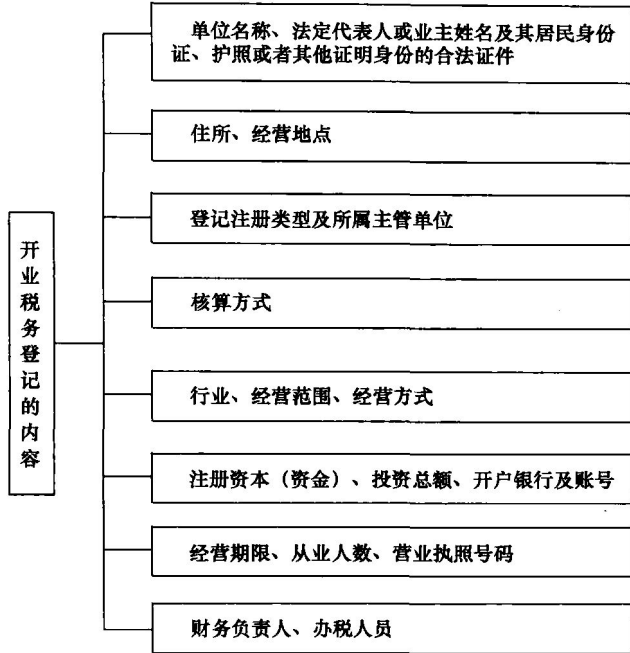 开业税务登记的内容
单位名称、法定代表人或业主姓名及其居民身份
证、护照或者其他证明身份的合法证件
住所、经营地点
登记注册类型及所属主管单位
核算方式
行业、经营范围、经营方式
注册资本（资金）、投资总额、开户银行及账号
经营期限、从业人数、营业执照号码
财务负责人、办税人员